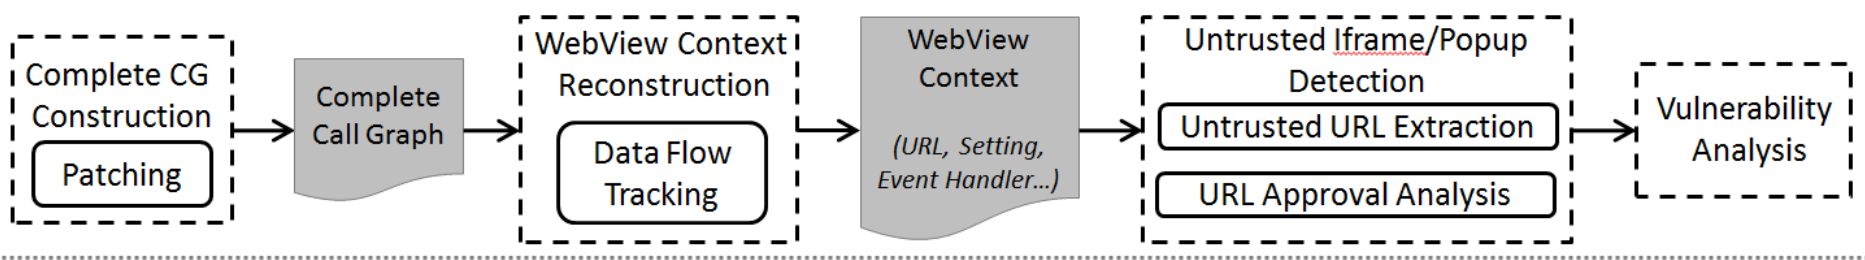 Complete CG
Construction
Patching
Complete
Call Graph
WebView Context
Reconstruction
Data Flow
Tracking
WebView
Context
(URL, Setting,
Event Handler...)
Untrusted Iframe/Popup
Detection
Untrusted URL Extraction
URL Approval Analysis
Vulnerability
Analysis